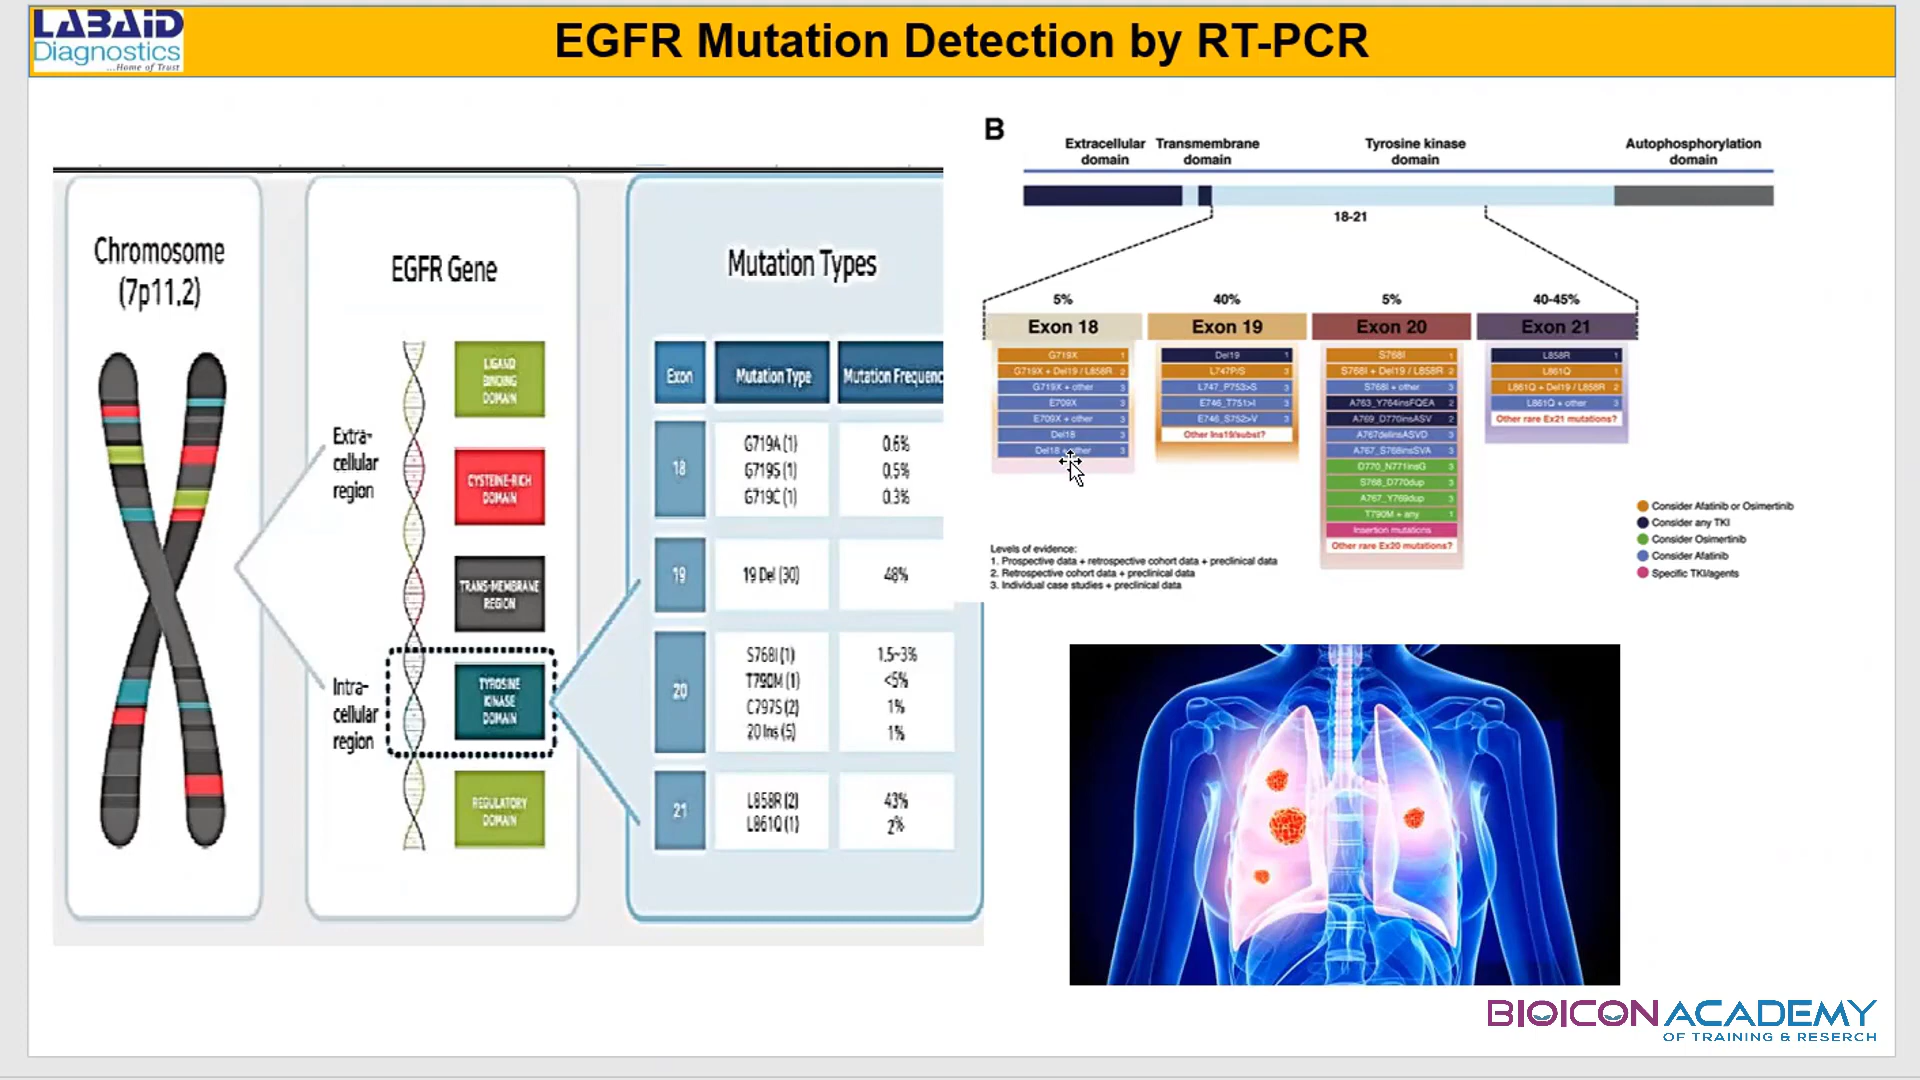 LABAID
Diagnostics
...Home of Trust
EGFR Mutation Detection by RT-PCR
Chromosome
(7p11.2)
EGFR Gene
Extra-
cellular
region
Intra-
cellular
region
LIGAND
BINDING
DOMAIN
CYSTEINE-RICH
DOMAIN
TRANS-MEMBRANE
REGION
TYROSINE
KINASE
DOMAIN
REGULATORY
DOMAIN
Mutation Types
Exon Mutation Type Mutation Frequenc
18
G719A (1) 0.6%
G719S (1) 0.5%
G719C (1) 0.3%
19 19 Del (30) 48%
20
S768I (1) 1.5~3%
T790M (1) <5%
C797S (2) 1%
20 Ins (5) 1%
21
L858R (2) 43%
L861Q (1) 2%
B
Extracellular
domain
Transmembrane
domain
Tyrosine kinase
domain
Autophosphorylation
domain
18-21
5%
Exon 18
G719X 1
G719X + Del19 / L858R 2
G719X + other 3
E709X 3
E709X + other 3
Del18 3
Del18 + other 3
40%
Exon 19
Del19 1
L747P/S 3
L747_P753>S 3
E746_T751>I 3
E746_S752>V 3
Other Ins19/subst?
5%
Exon 20
S768I 1
S768I + Del19 / L858R 2
S768I + other 3
A763_Y764insFQEA 2
A769_D770insASV 2
A767delinsASVD 3
A767_S768insSVA 3
D770_N771insG 3
S768_D770dup 3
A767_Y769dup 3
T790M + any 1
Insertion mutations
Other rare Ex20 mutations?
40-45%
Exon 21
L858R 1
L861Q 1
L861Q + Del19 / L858R 2
L861Q + other 3
Other rare Ex21 mutations?
Consider Afatinib or Osimertinib
Consider any TKI
Consider Osimertinib
Consider Afatinib
Specific TKI/agents
Levels of evidence:
1. Prospective data + retrospective cohort data + preclinical data
2. Retrospective cohort data + preclinical data
3. Individual case studies + preclinical data
BIOICON ACADEMY
OF TRAINING & RESERCH